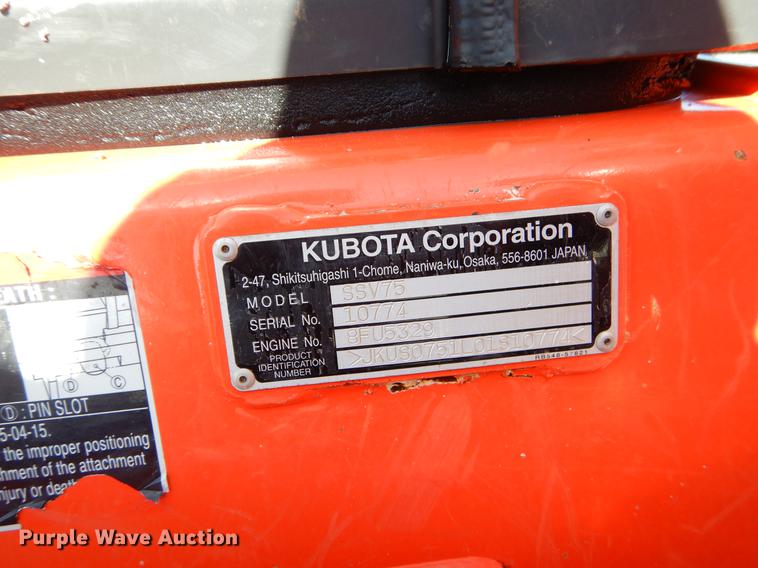 KUBOTA Corporation
2-47, Shikitsuhigashi 1-Chome, Naniwa-ku, Osaka, 556-8601 JAPAN
MODEL SSV75
SERIAL No. 10774
ENGINE No. 8FU5329
PRODUCT IDENTIFICATION NUMBER >JKUS0751L01S10774<
RB548-57821
EATH:
D C
D : PIN SLOT
5-04-15.
the improper positioning
hment of the attachment
njury or death
Purple Wave Auction